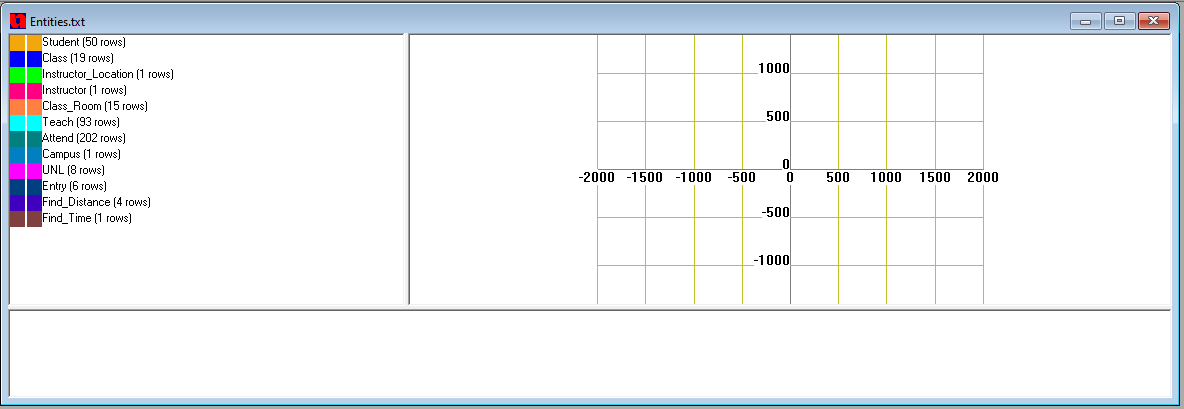 Entities.txt
Student (50 rows)
Class (19 rows)
Instructor_Location (1 rows)
Instructor (1 rows)
Class_Room (15 rows)
Teach (93 rows)
Attend (202 rows)
Campus (1 rows)
UNL (8 rows)
Entry (6 rows)
Find_Distance (4 rows)
Find_Time (1 rows)
1000
500
0
-2000 -1500 -1000 -500 0 500 1000 1500 2000
-500
-1000